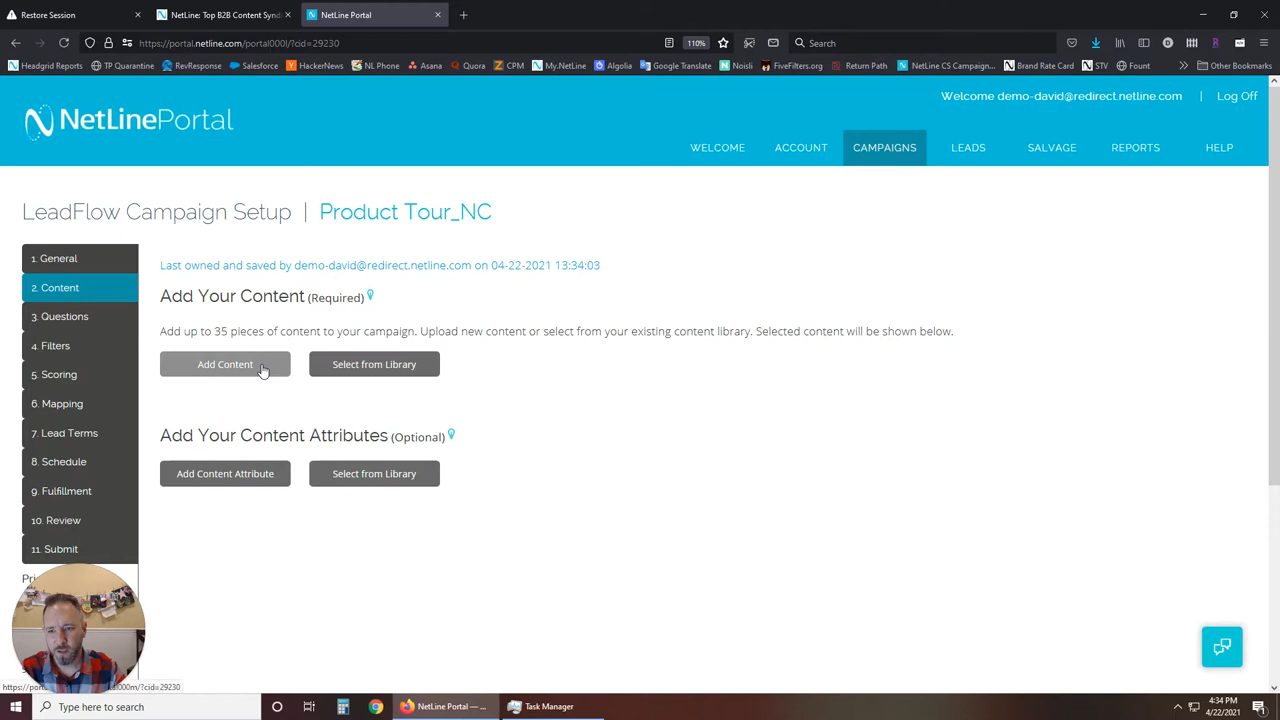 Restore Session
NetLine: Top B2B Content Syndi
NetLine Portal
https://portal.netline.com/portal000l/?cid=29230
110%
Search
Headgrid Reports
TP Quarantine
RevResponse
Salesforce
HackerNews
NL Phone
Asana
Quora
ZPM
My.NetLine
Algolia
Google Translate
Noisli
FiveFilters.org
Return Path
NetLine CS Campaign...
Brand Rate Card
STV
Fount
Other Bookmarks
Welcome demo-david@redirect.netline.com | Log Off
NetLinePortal
WELCOME ACCOUNT CAMPAIGNS LEADS SALVAGE REPORTS HELP
LeadFlow Campaign Setup | Product Tour_NC
1. General
2. Content
3. Questions
4. Filters
5. Scoring
6. Mapping
7. Lead Terms
8. Schedule
9. Fulfillment
10. Review
11. Submit
Last owned and saved by demo-david@redirect.netline.com on 04-22-2021 13:34:03
Add Your Content (Required)
Add up to 35 pieces of content to your campaign. Upload new content or select from your existing content library. Selected content will be shown below.
Add Content
Select from Library
Add Your Content Attributes (Optional)
Add Content Attribute
Select from Library
NetLine Portal — ...
Task Manager
Type here to search
4:34 PM
4/22/2021